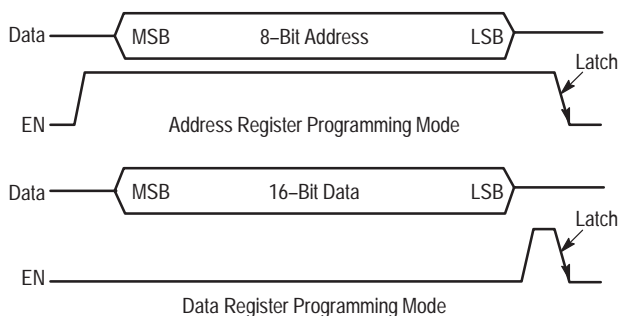 Data MSB 8–Bit Address LSB
Latch
EN Address Register Programming Mode
Data MSB 16–Bit Data LSB
Latch
EN
Data Register Programming Mode